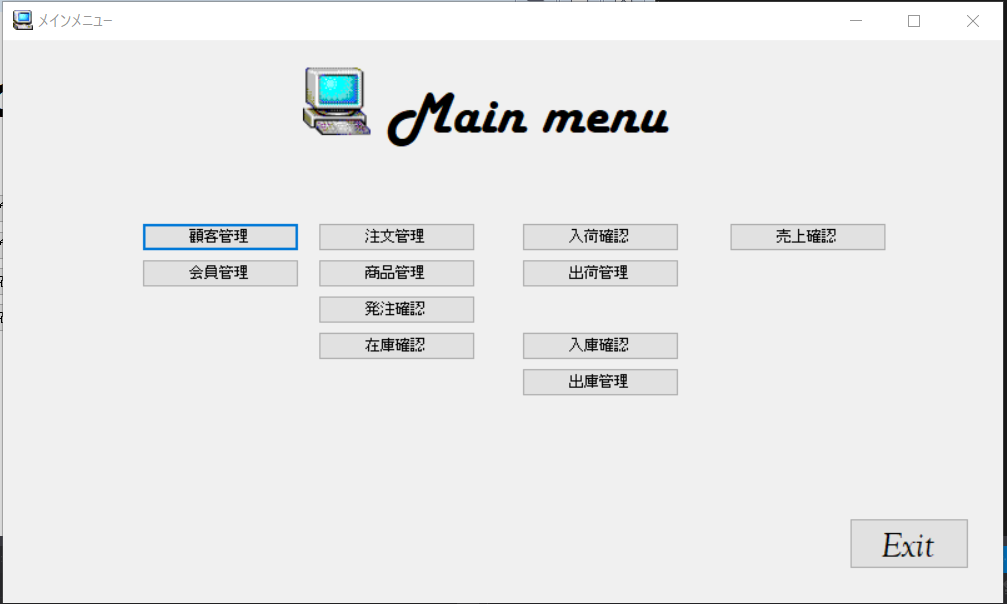 メインメニュー
Main menu
顧客管理
注文管理
入荷確認
売上確認
会員管理
商品管理
出荷管理
発注確認
在庫確認
入庫確認
出庫管理
Exit